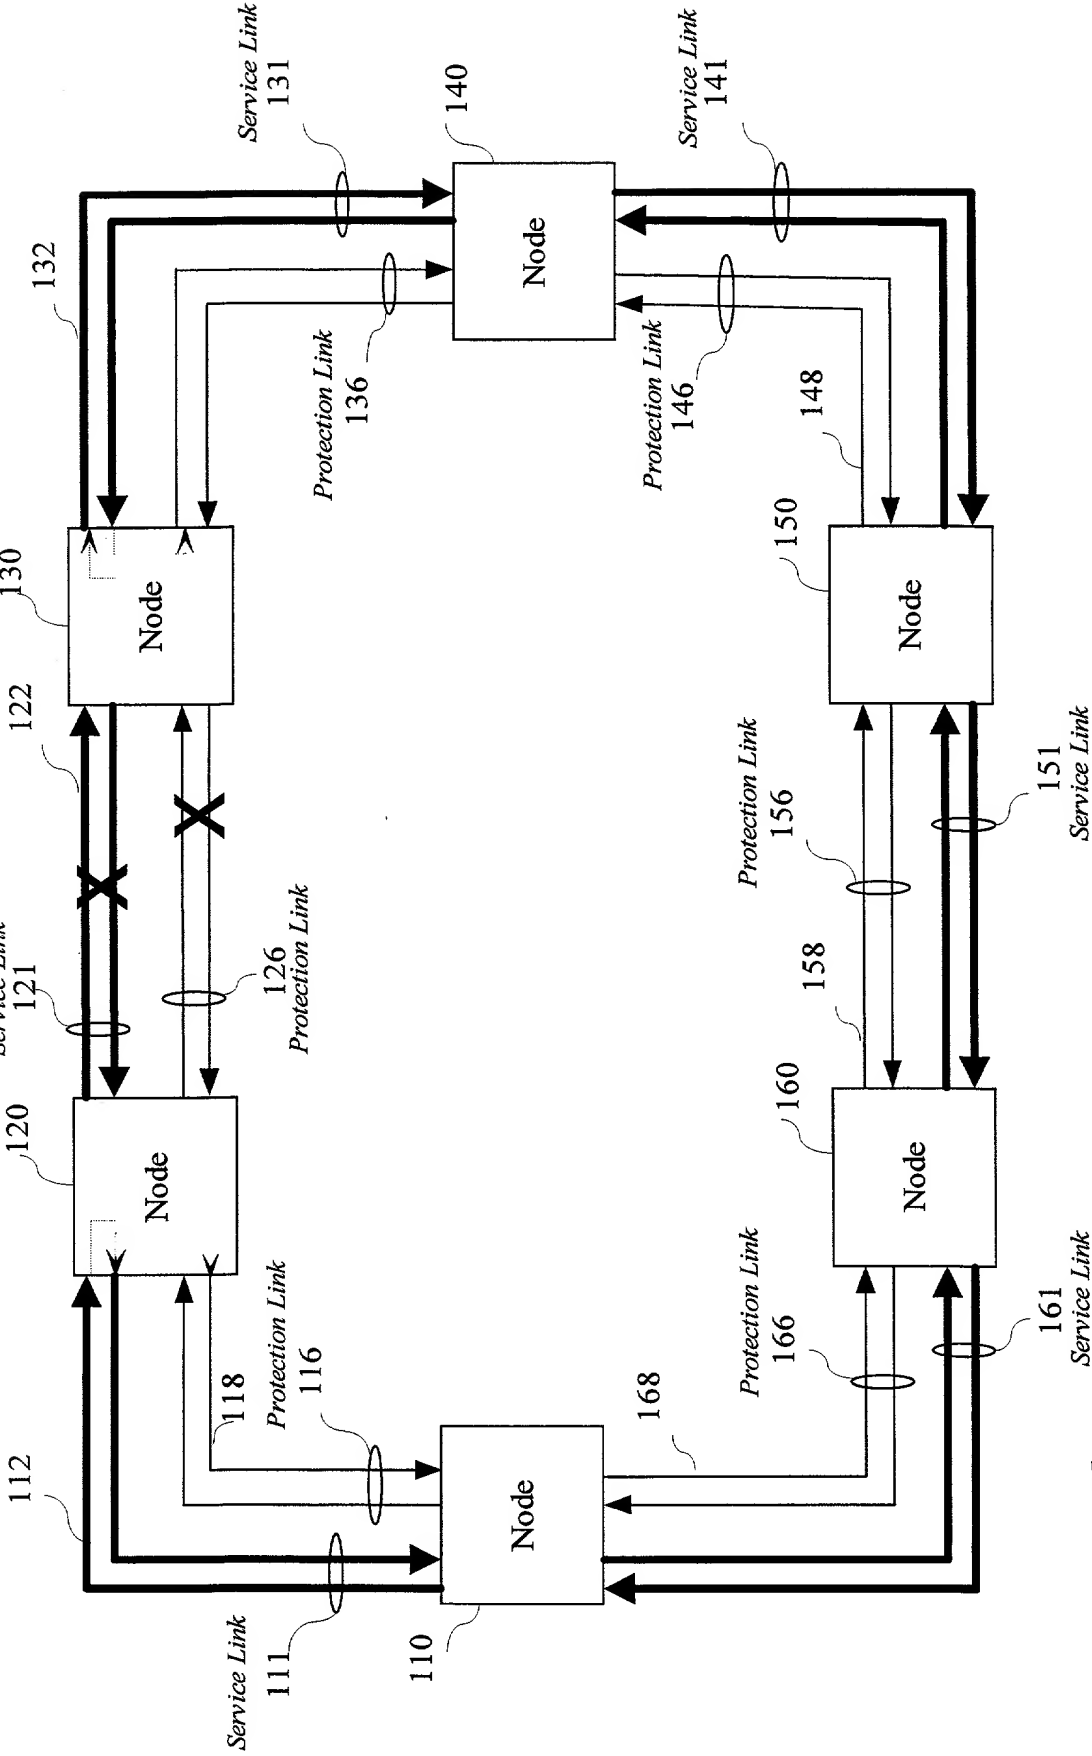 Service Link
121
112
120
122
130
132
Service Link
131
Node
Node
Service Link
111
118
Protection Link
116
126
Protection Link
Protection Link
136
110
140
Node
Node
Protection Link
146
Service Link
141
168
Protection Link
166
160
158
Protection Link
156
150
148
Node
Node
161
Service Link
151
Service Link